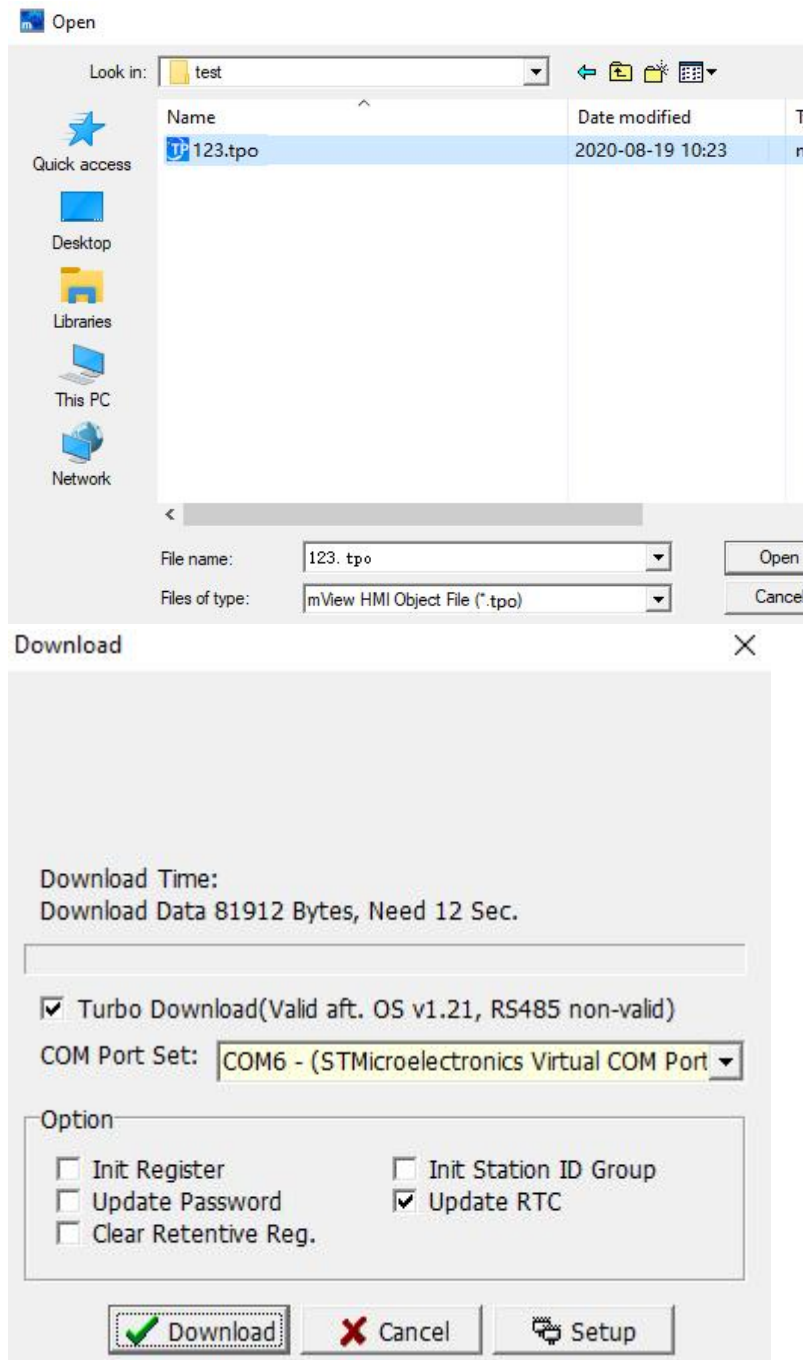 Open
Look in: test
Name Date modified T
123.tpo 2020-08-19 10:23
Quick access
Desktop
Libraries
This PC
Network
File name: 123. tpo Open
Files of type: mView HMI Object File (*.tpo) Cancel
Download
Download Time:
Download Data 81912 Bytes, Need 12 Sec.
Turbo Download(Valid aft. OS v1.21, RS485 non-valid)
COM Port Set: COM6 - (STMicroelectronics Virtual COM Port
Option
Init Register Init Station ID Group
Update Password Update RTC
Clear Retentive Reg.
Download Cancel Setup